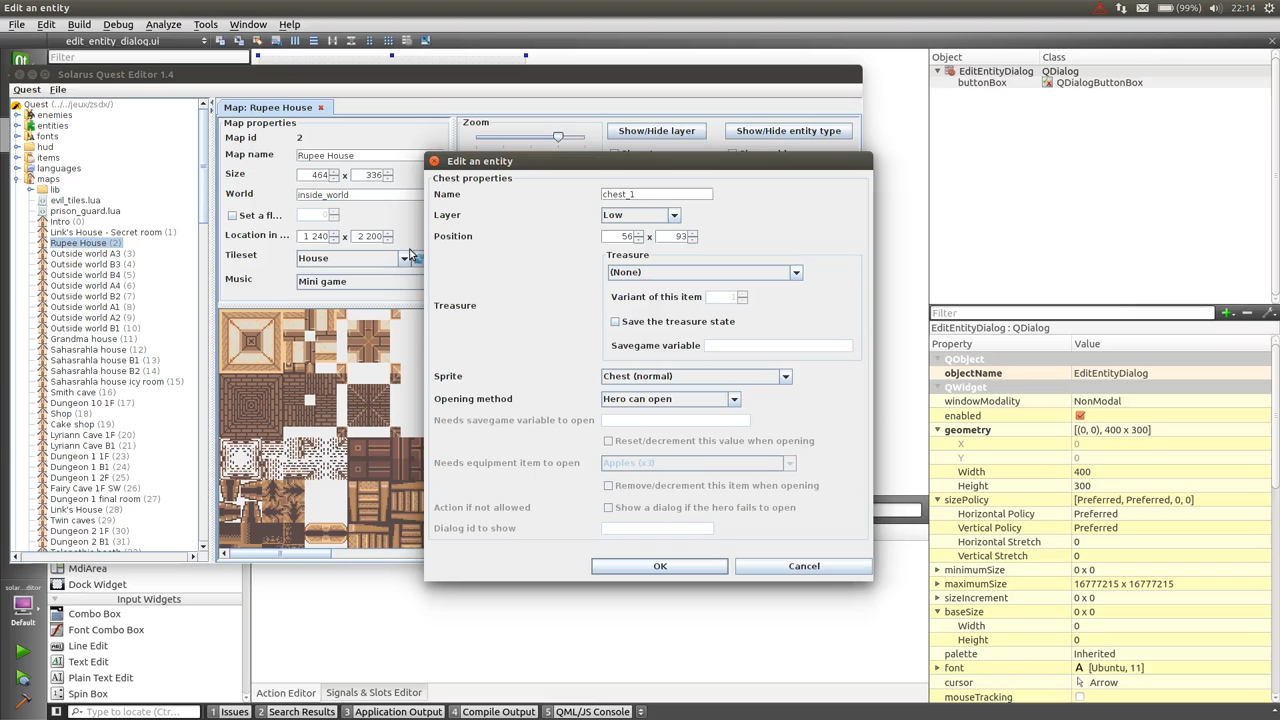 Edit an entity
(99%)
22:14
File Edit Build Debug Analyze Tools Window Help
edit_entity_dialog.ui
Filter
Solarus Quest Editor 1.4
Quest File
Quest (../../jeux/zsdx/)
enemies
entities
fonts
hud
items
languages
maps
lib
evil_tiles.lua
prison_guard.lua
Intro (0)
Link's House - Secret room (1)
Rupee House (2)
Outside world A3 (3)
Outside world B3 (4)
Outside world B4 (5)
Outside world A4 (6)
Outside world B2 (7)
Outside world A1 (8)
Outside world A2 (9)
Outside world B1 (10)
Grandma house (11)
Sahasrahla house (12)
Sahasrahla house B1 (13)
Sahasrahla house B2 (14)
Sahasrahla house icy room (15)
Smith cave (16)
Dungeon 10 1F (17)
Shop (18)
Cake shop (19)
Lyriann Cave 1F (20)
Lyriann Cave B1 (21)
Dungeon 1 1F (23)
Dungeon 1 B1 (24)
Fairy Cave 1F SW (26)
Dungeon 1 final room (27)
Link's House (28)
Twin caves (29)
Dungeon 2 1F (30)
Dungeon 2 B1 (31)
Map: Rupee House
Map properties
Map id 2
Map name Rupee House
Size 464 x 336
World inside_world
Set a fl... 0
Location in ... 1 240 x 2 200
Tileset House
Music Mini game
Zoom
Show/Hide layer
Show/Hide entity type
Edit an entity
Chest properties
Name chest_1
Layer Low
Position 56 x 93
Treasure
Treasure
(None)
Variant of this item 1
Save the treasure state
Savegame variable
Sprite Chest (normal)
Opening method Hero can open
Needs savegame variable to open
Reset/decrement this value when opening
Needs equipment item to open Apples (x3)
Remove/decrement this item when opening
Action if not allowed Show a dialog if the hero fails to open
Dialog id to show
OK
Cancel
MdiArea
Dock Widget
Input Widgets
Combo Box
Font Combo Box
Line Edit
Text Edit
Plain Text Edit
Spin Box
Default
Action Editor Signals & Slots Editor
Type to locate (Ctrl+...
1 Issues 2 Search Results 3 Application Output 4 Compile Output 5 QML/JS Console
Object Class
EditEntityDialog QDialog
buttonBox QDialogButtonBox
Filter
EditEntityDialog : QDialog
Property Value
QObject
objectName EditEntityDialog
QWidget
windowModality NonModal
enabled
geometry [(0, 0), 400 x 300]
X 0
Y 0
Width 400
Height 300
sizePolicy [Preferred, Preferred, 0, 0]
Horizontal Policy Preferred
Vertical Policy Preferred
Horizontal Stretch 0
Vertical Stretch 0
minimumSize 0 x 0
maximumSize 16777215 x 16777215
sizeIncrement 0 x 0
baseSize 0 x 0
Width 0
Height 0
palette Inherited
font A [Ubuntu, 11]
cursor Arrow
mouseTracking